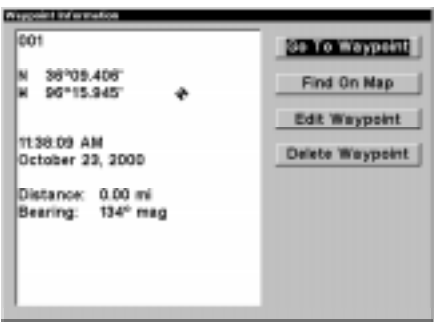 Waypoint Information
001
N 36°09.406'
W 96°15.945'
11:36:09 AM
October 23, 2000
Distance: 0.00 mi
Bearing: 134° mag
Go To Waypoint
Find On Map
Edit Waypoint
Delete Waypoint